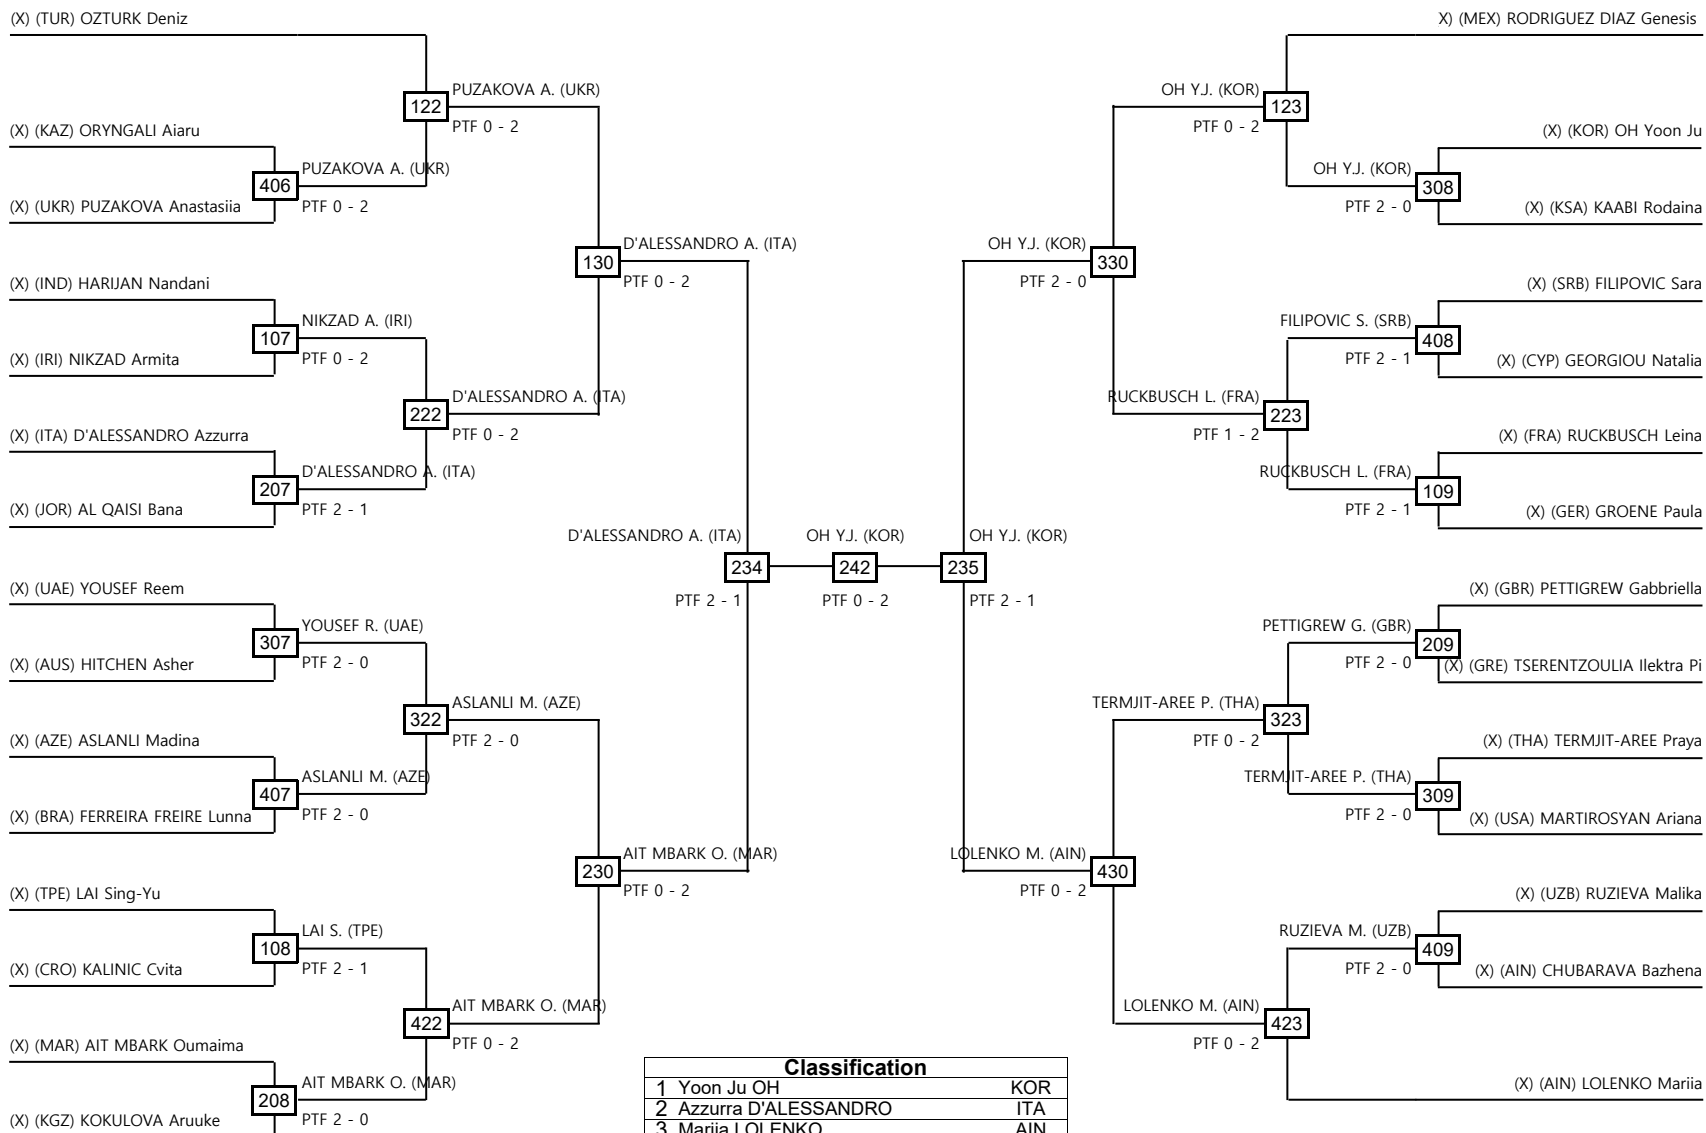 (X) (TUR) OZTURK Deniz
X) (MEX) RODRIGUEZ DIAZ Genesis
122
PUZAKOVA A. (UKR)
PTF 0 - 2
OH Y.J. (KOR)
PTF 0 - 2
123
(X) (KAZ) ORYNGALI Aiaru
(X) (UKR) PUZAKOVA Anastasiia
406
PUZAKOVA A. (UKR)
PTF 0 - 2
OH Y.J. (KOR)
PTF 2 - 0
308
(X) (KOR) OH Yoon Ju
(X) (KSA) KAABI Rodaina
130
D'ALESSANDRO A. (ITA)
PTF 0 - 2
OH Y.J. (KOR)
PTF 2 - 0
330
(X) (IND) HARIJAN Nandani
(X) (IRI) NIKZAD Armita
107
NIKZAD A. (IRI)
PTF 0 - 2
FILIPOVIC S. (SRB)
PTF 2 - 1
408
(X) (SRB) FILIPOVIC Sara
(X) (CYP) GEORGIOU Natalia
222
D'ALESSANDRO A. (ITA)
PTF 0 - 2
RUCKBUSCH L. (FRA)
PTF 1 - 2
223
(X) (ITA) D'ALESSANDRO Azzurra
(X) (JOR) AL QAISI Bana
207
D'ALESSANDRO A. (ITA)
PTF 2 - 1
RUCKBUSCH L. (FRA)
PTF 2 - 1
109
(X) (FRA) RUCKBUSCH Leina
(X) (GER) GROENE Paula
D'ALESSANDRO A. (ITA)
234
PTF 2 - 1
OH Y.J. (KOR)
242
PTF 0 - 2
OH Y.J. (KOR)
235
PTF 2 - 1
(X) (UAE) YOUSEF Reem
(X) (AUS) HITCHEN Asher
307
YOUSEF R. (UAE)
PTF 2 - 0
PETTIGREW G. (GBR)
PTF 2 - 0
209
(X) (GBR) PETTIGREW Gabbriella
(X) (GRE) TSERENTZOULIA Ilektra Pi
322
ASLANLI M. (AZE)
PTF 2 - 0
TERMJIT-AREE P. (THA)
PTF 0 - 2
323
(X) (AZE) ASLANLI Madina
(X) (BRA) FERREIRA FREIRE Lunna
407
ASLANLI M. (AZE)
PTF 2 - 0
TERMJIT-AREE P. (THA)
PTF 2 - 0
309
(X) (THA) TERMJIT-AREE Praya
(X) (USA) MARTIROSYAN Ariana
230
AIT MBARK O. (MAR)
PTF 0 - 2
LOLENKO M. (AIN)
PTF 0 - 2
430
(X) (TPE) LAI Sing-Yu
(X) (CRO) KALINIC Cvita
108
LAI S. (TPE)
PTF 2 - 1
RUZIEVA M. (UZB)
PTF 2 - 0
409
(X) (UZB) RUZIEVA Malika
(X) (AIN) CHUBARAVA Bazhena
422
AIT MBARK O. (MAR)
PTF 0 - 2
LOLENKO M. (AIN)
PTF 0 - 2
423
(X) (AIN) LOLENKO Mariia
(X) (MAR) AIT MBARK Oumaima
(X) (KGZ) KOKULOVA Aruuke
208
AIT MBARK O. (MAR)
PTF 2 - 0
Classification
1 Yoon Ju OH KOR
2 Azzurra D'ALESSANDRO ITA
3 Mariia LOLENKO AIN